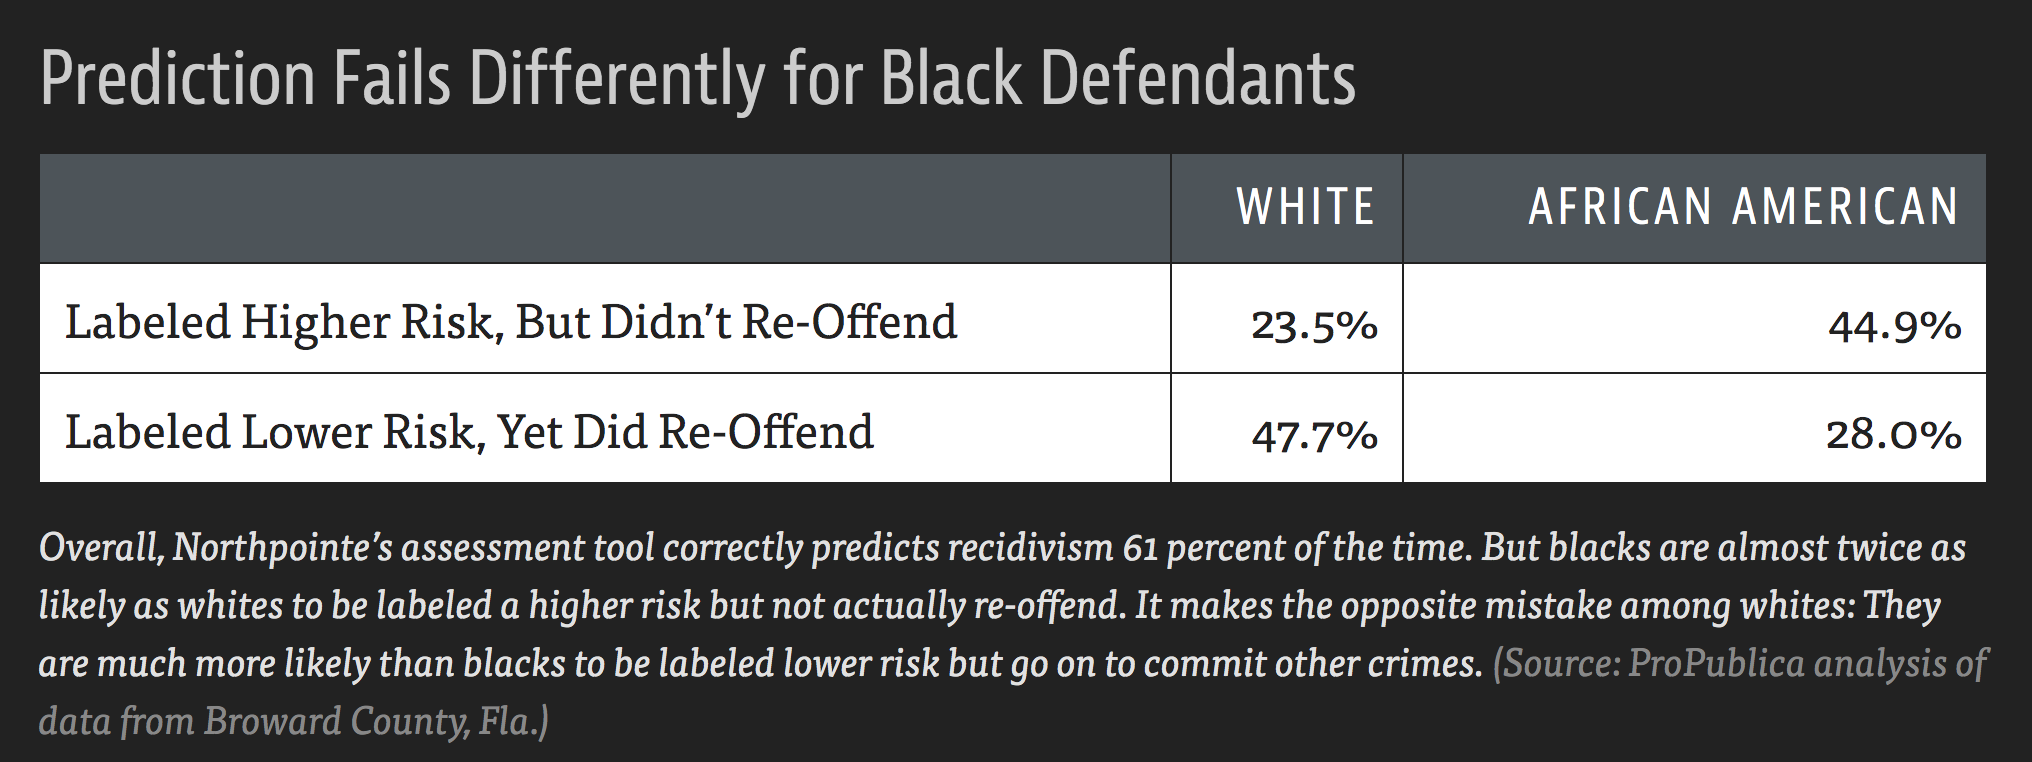 Prediction Fails Differently for Black Defendants
WHITE AFRICAN AMERICAN
Labeled Higher Risk, But Didn’t Re-Offend 23.5% 44.9%
Labeled Lower Risk, Yet Did Re-Offend 47.7% 28.0%
Overall, Northpointe’s assessment tool correctly predicts recidivism 61 percent of the time. But blacks are almost twice as
likely as whites to be labeled a higher risk but not actually re-offend. It makes the opposite mistake among whites: They
are much more likely than blacks to be labeled lower risk but go on to commit other crimes. (Source: ProPublica analysis of
data from Broward County, Fla.)